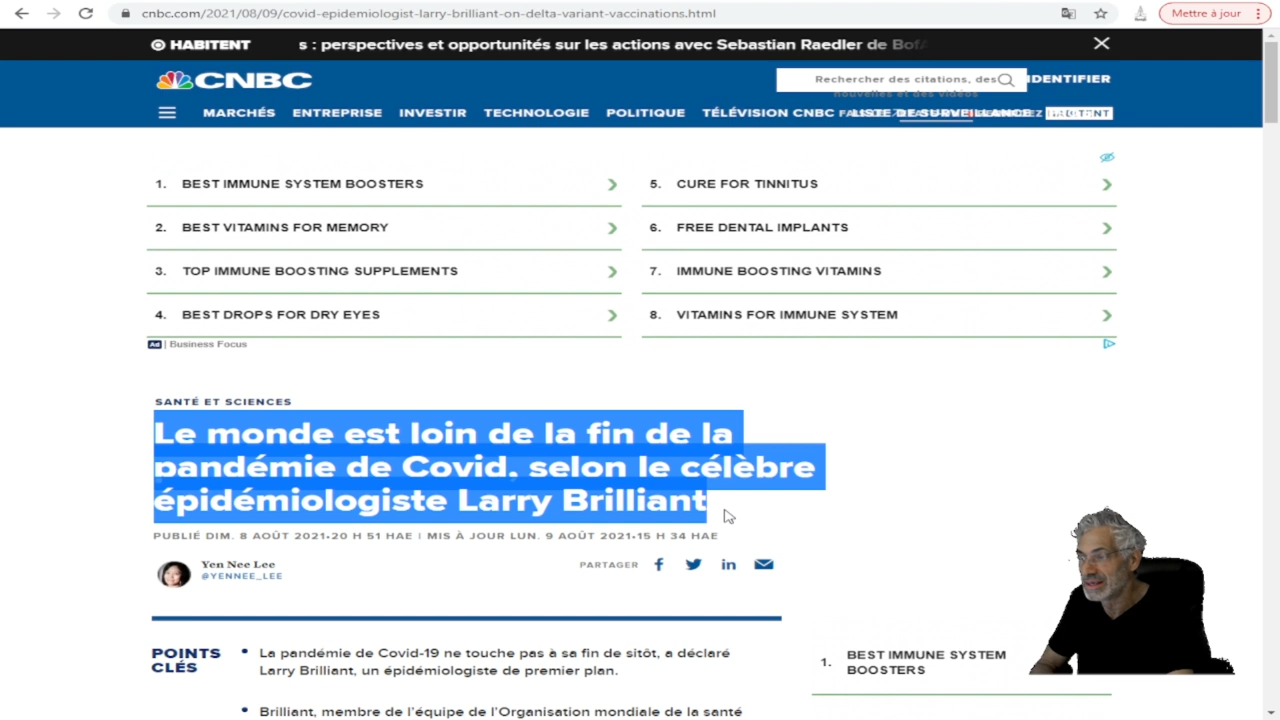 cnbc.com/2021/08/09/covid-epidemiologist-larry-brilliant-on-delta-variant-vaccinations.html
Mettre à jour
HABITENT
s : perspectives et opportunités sur les actions avec Sebastian Raedler de BofA
CNBC
Rechercher des citations, des
nouvelles et des vidéos
IDENTIFIER
MARCHÉS ENTREPRISE INVESTIR TECHNOLOGIE POLITIQUE TÉLÉVISION CNBC LISTE DE SURVEILLANCE
1. BEST IMMUNE SYSTEM BOOSTERS
2. BEST VITAMINS FOR MEMORY
3. TOP IMMUNE BOOSTING SUPPLEMENTS
4. BEST DROPS FOR DRY EYES
5. CURE FOR TINNITUS
6. FREE DENTAL IMPLANTS
7. IMMUNE BOOSTING VITAMINS
8. VITAMINS FOR IMMUNE SYSTEM
Ad | Business Focus
SANTÉ ET SCIENCES
Le monde est loin de la fin de la
pandémie de Covid, selon le célèbre
épidémiologiste Larry Brilliant
PUBLIÉ DIM. 8 AOÛT 2021•20 H 51 HAE | MIS À JOUR LUN. 9 AOÛT 2021•15 H 34 HAE
Yen Nee Lee
@YENNEE_LEE
PARTAGER
POINTS
CLÉS
• La pandémie de Covid-19 ne touche pas à sa fin de sitôt, a déclaré
Larry Brilliant, un épidémiologiste de premier plan.
• Brilliant, membre de l'équipe de l'Organisation mondiale de la santé
1. BEST IMMUNE SYSTEM
BOOSTERS